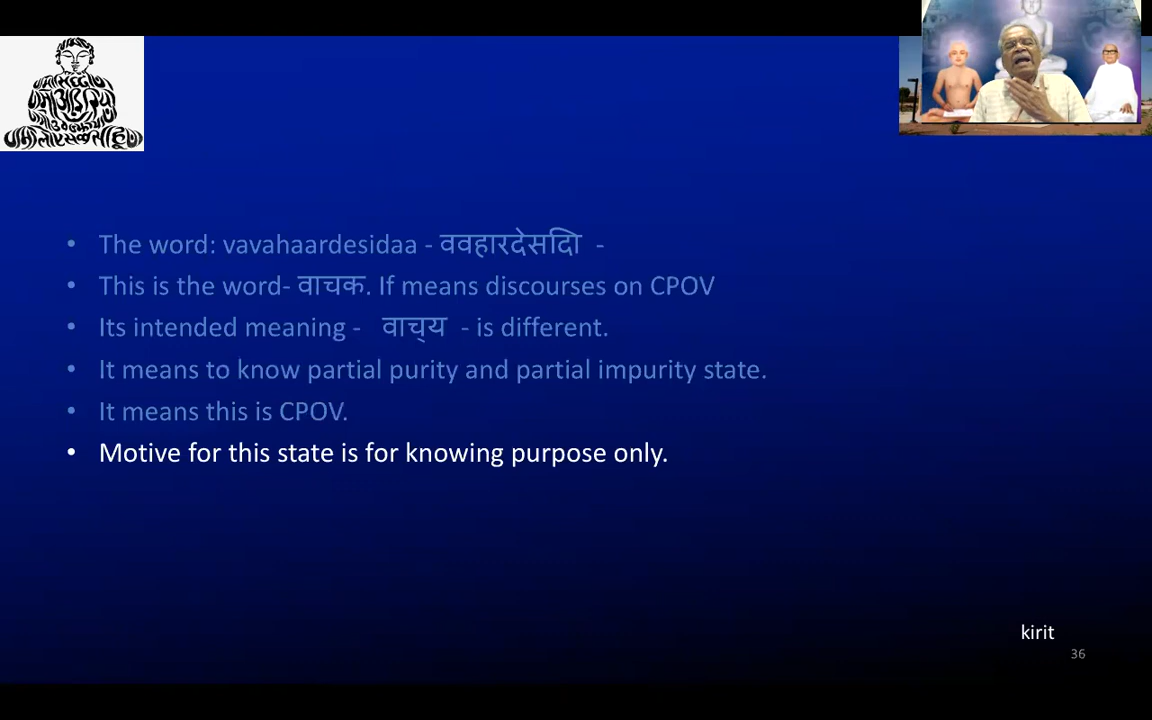 • The word: vavahaardesidaa - ववहारदेसिदा -
• This is the word- वाचक. If means discourses on CPOV
• Its intended meaning - वाच्य - is different.
• It means to know partial purity and partial impurity state.
• It means this is CPOV.
• Motive for this state is for knowing purpose only.
kirit
36